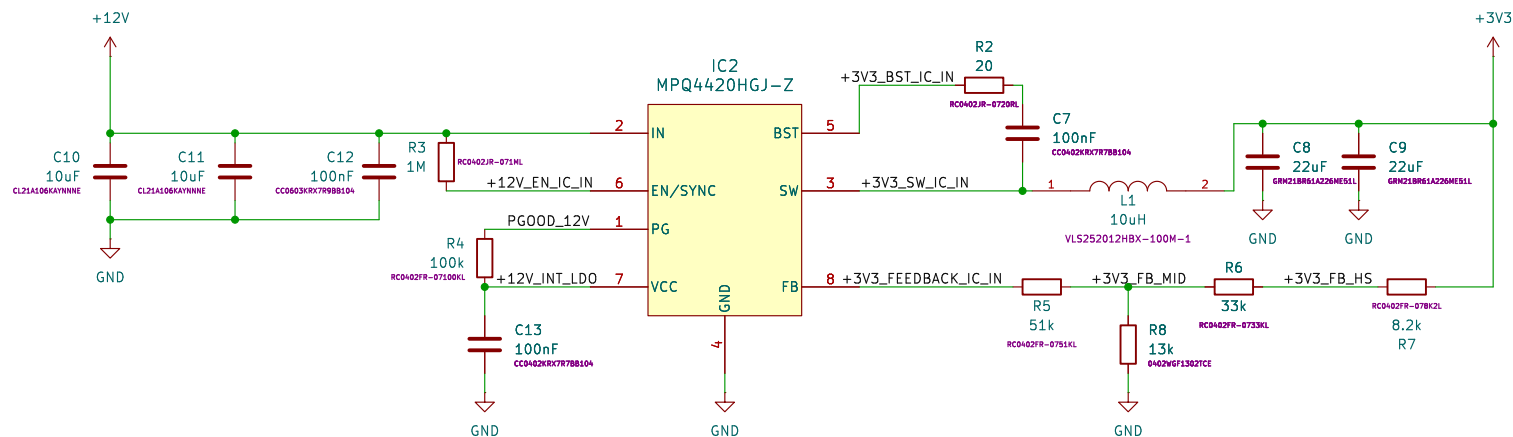 +12V
+3V3
IC2
MPQ4420HGJ-Z
R2
20
+3V3_BST_IC_IN
RC0402JR-0720RL
C7
100nF
CC0402KRX7R7BB104
2
IN
BST
5
C10
10uF
CL21A106KAYNNNE
C11
10uF
CL21A106KAYNNNE
C12
100nF
CC0603KRX7R9BB104
R3
1M
RC0402JR-071ML
C8
22uF
GRM21BR61A226ME51L
C9
22uF
GRM21BR61A226ME51L
+12V_EN_IC_IN
6
EN/SYNC
SW
3
+3V3_SW_IC_IN
1
2
L1
10uH
VLS252012HBX-100M-1
PGOOD_12V
1
PG
GND
GND
GND
R4
100k
RC0402FR-07100KL
+12V_INT_LDO
7
VCC
GND
FB
8
+3V3_FEEDBACK_IC_IN
+3V3_FB_MID
R6
33k
RC0402FR-0733KL
+3V3_FB_HS
RC0402FR-078K2L
8.2k
R7
R5
51k
RC0402FR-0751KL
C13
100nF
CC0402KRX7R7BB104
4
R8
13k
0402WGF1302TCE
GND
GND
GND